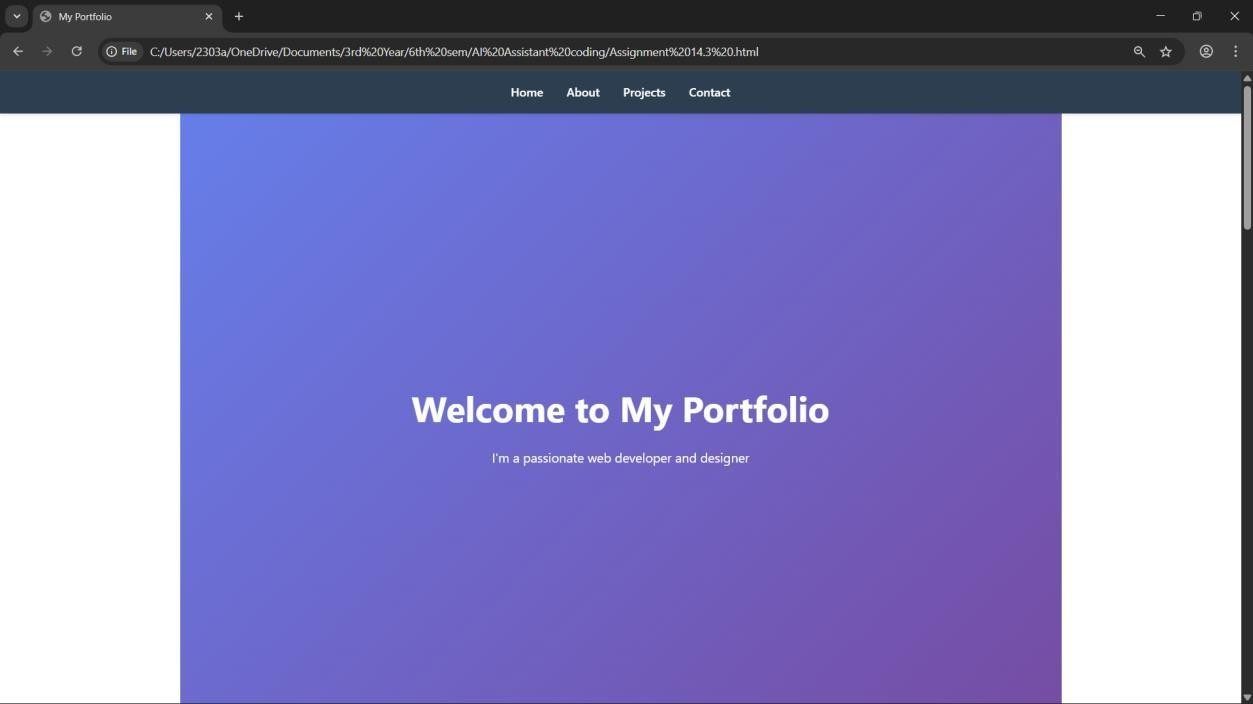 My Portfolio
File C:/Users/2303a/OneDrive/Documents/3rd%20Year/6th%20sem/AI%20Assistant%20coding/Assignment%2014.3%20.html
Home About Projects Contact
Welcome to My Portfolio
I'm a passionate web developer and designer